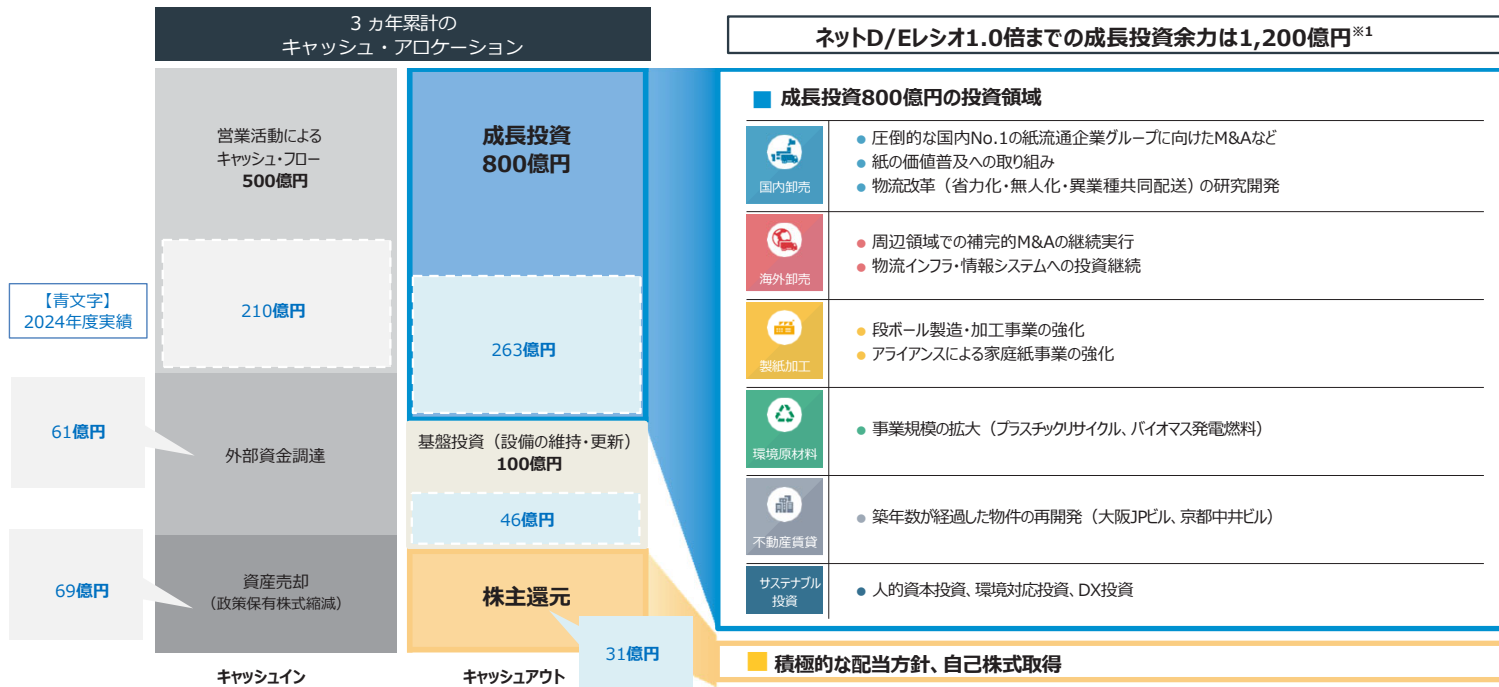 3 ヵ年累計の
キャッシュ・アロケーション
ネットD/Eレシオ1.0倍までの成長投資余力は1,200億円※1
営業活動による
キャッシュ・フロー
500億円
210億円
【青文字】
2024年度実績
61億円
外部資金調達
69億円
資産売却
(政策保有株式縮減)
キャッシュイン
成長投資
800億円
263億円
基盤投資（設備の維持・更新）
100億円
46億円
株主還元
31億円
キャッシュアウト
■ 成長投資800億円の投資領域
国内卸売
● 圧倒的な国内No.1の紙流通企業グループに向けたM&Aなど
● 紙の価値普及への取り組み
● 物流改革（省力化・無人化・異業種共同配送）の研究開発
海外卸売
● 周辺領域での補完的M&Aの継続実行
● 物流インフラ・情報システムへの投資継続
製紙加工
● 段ボール製造・加工事業の強化
● アライアンスによる家庭紙事業の強化
環境原材料
● 事業規模の拡大（プラスチックリサイクル、バイオマス発電燃料）
不動産賃貸
● 築年数が経過した物件の再開発（大阪JPビル、京都中井ビル）
サステナブル
投資
● 人的資本投資、環境対応投資、DX投資
■ 積極的な配当方針、自己株式取得